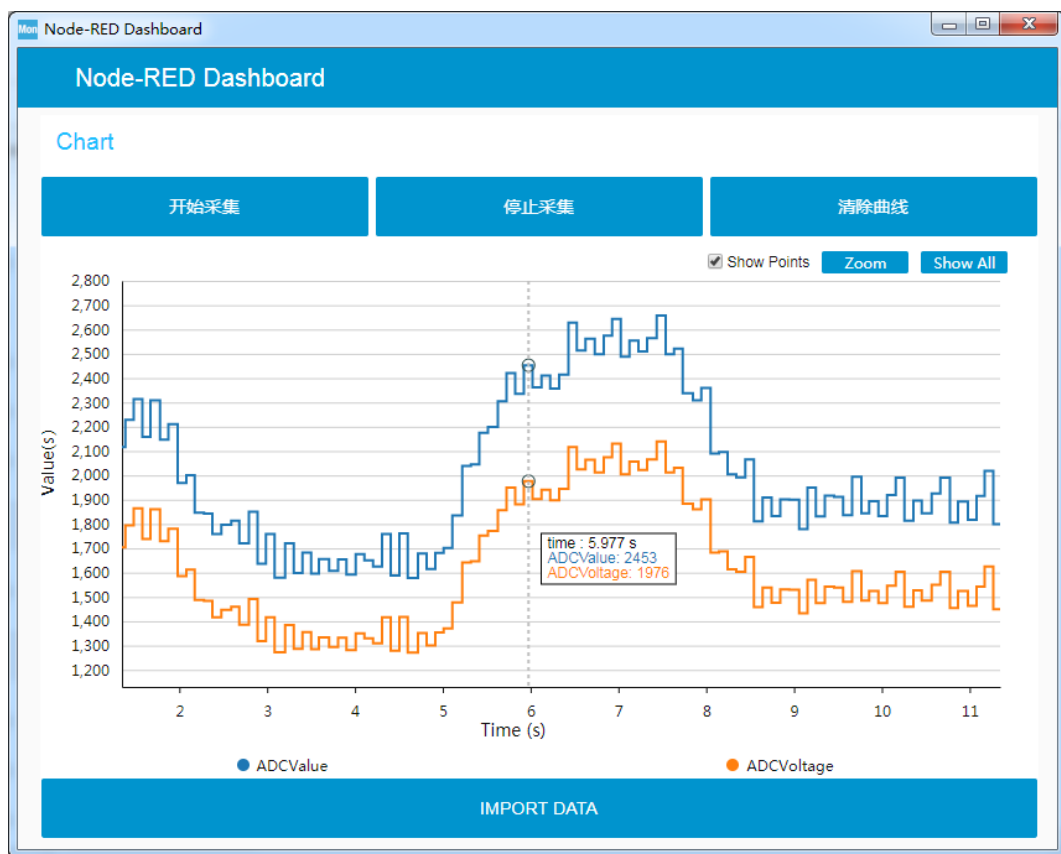 Mon Node-RED Dashboard
Node-RED Dashboard
Chart
开始采集 停止采集 清除曲线
Show Points Zoom Show All
2,800
2,700
2,600
2,500
2,400
2,300
2,200
2,100
2,000
1,900
1,800
1,700
1,600
1,500
1,400
1,300
1,200
Value(s)
time : 5.977 s
ADCValue: 2453
ADCVoltage: 1976
2 3 4 5 6 7 8 9 10 11
Time (s)
ADCValue ADCVoltage
IMPORT DATA